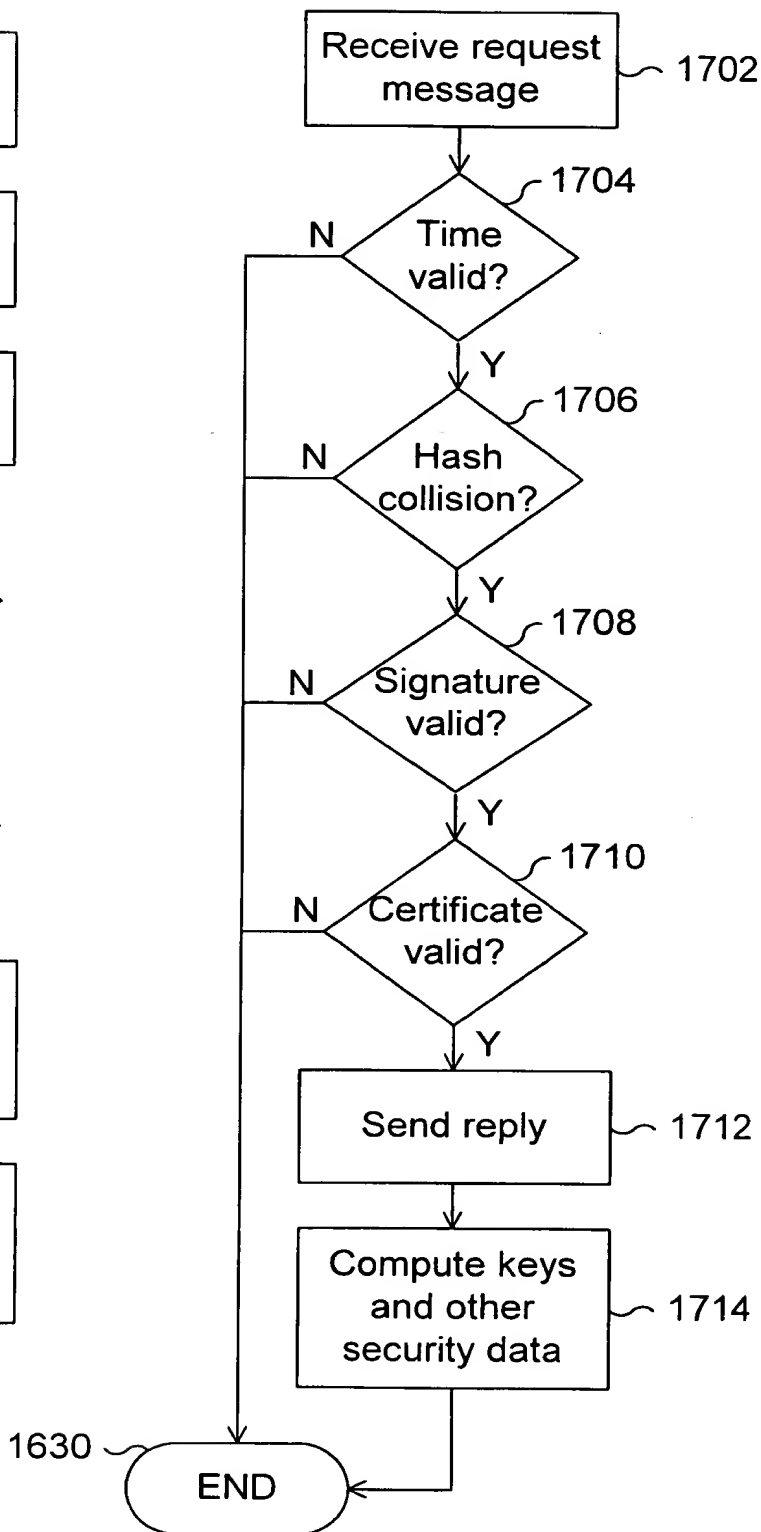 Receive request
message
1702
1704
Time
valid?
N
Y
1706
Hash
collision?
N
Y
1708
Signature
valid?
N
Y
1710
Certificate
valid?
N
Y
Send reply
1712
Compute keys
and other
security data
1714
1630
END